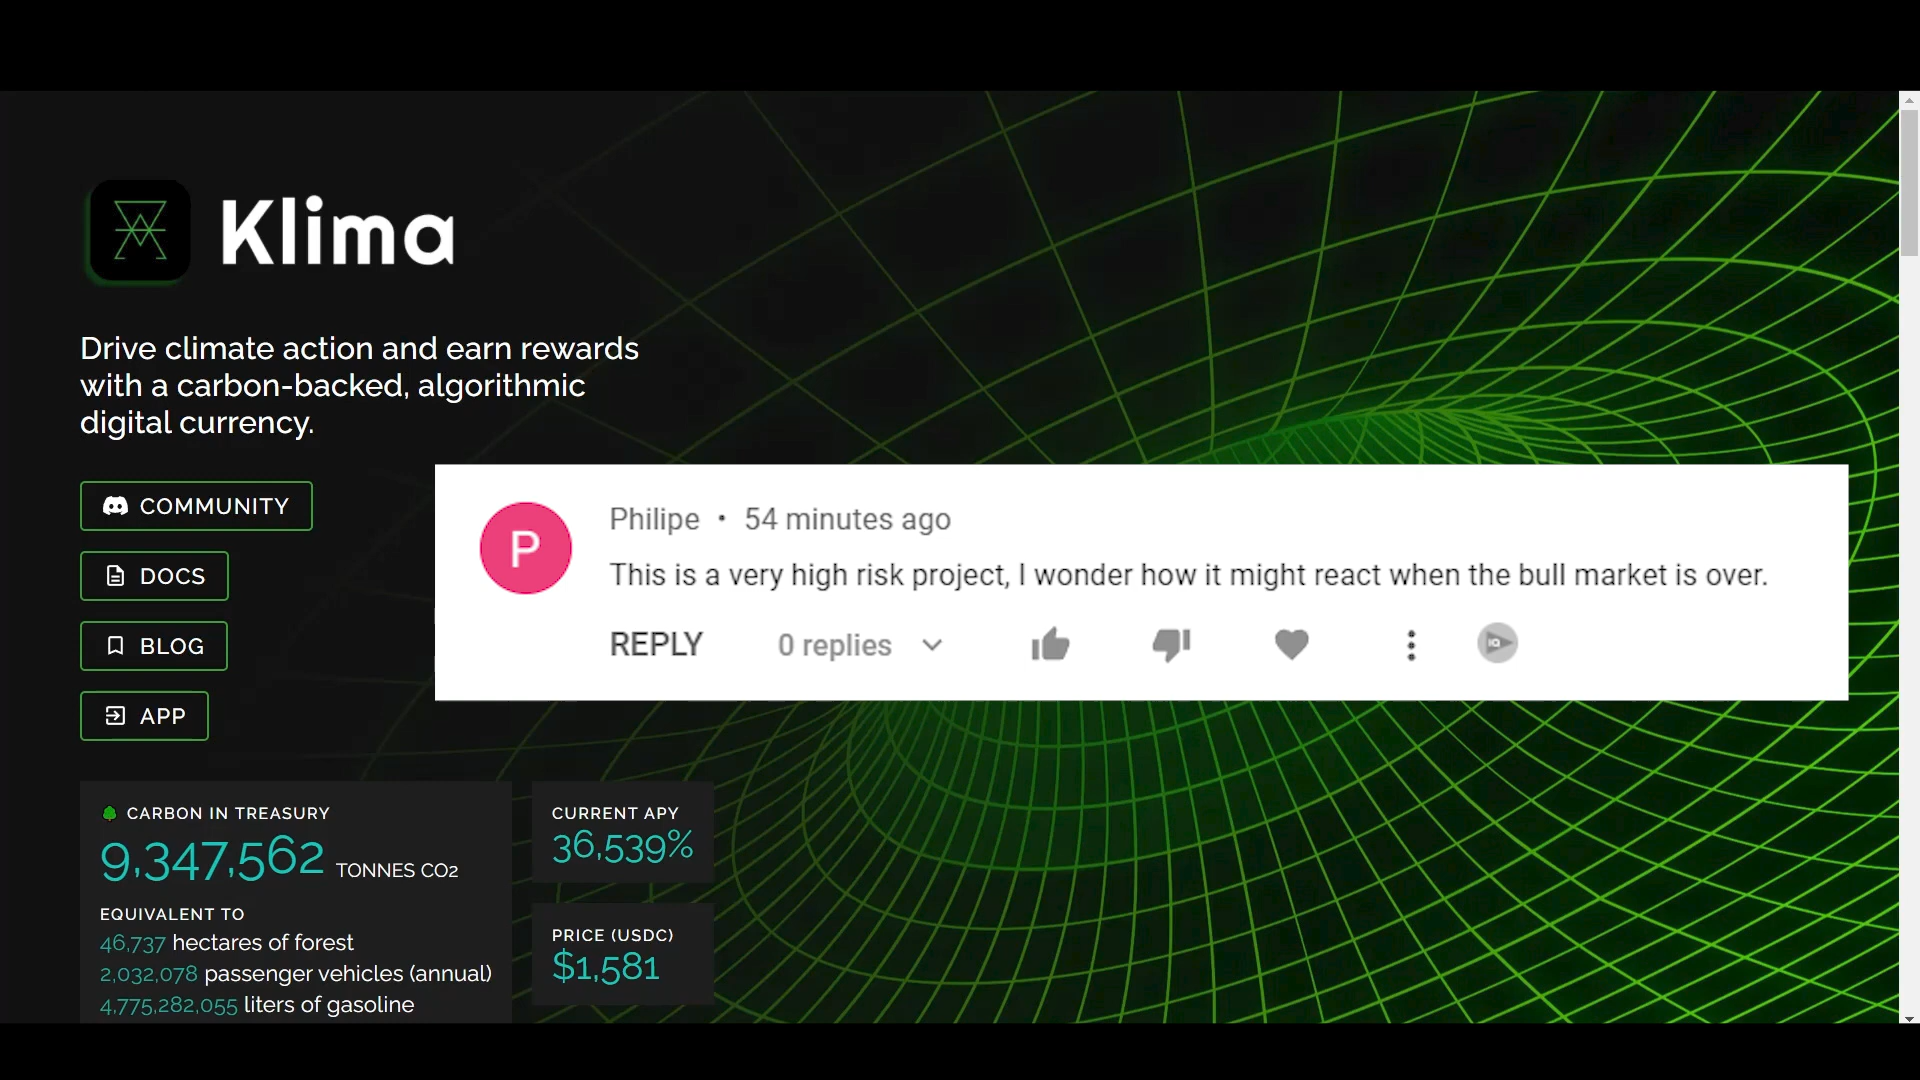 Klima
Drive climate action and earn rewards
with a carbon-backed, algorithmic
digital currency.
COMMUNITY
DOCS
BLOG
APP
P
Philipe • 54 minutes ago
This is a very high risk project, I wonder how it might react when the bull market is over.
REPLY 0 replies
IQ
CARBON IN TREASURY
9,347,562 TONNES CO2
EQUIVALENT TO
46,737 hectares of forest
2,032,078 passenger vehicles (annual)
4,775,282,055 liters of gasoline
CURRENT APY
36,539%
PRICE (USDC)
$1,581